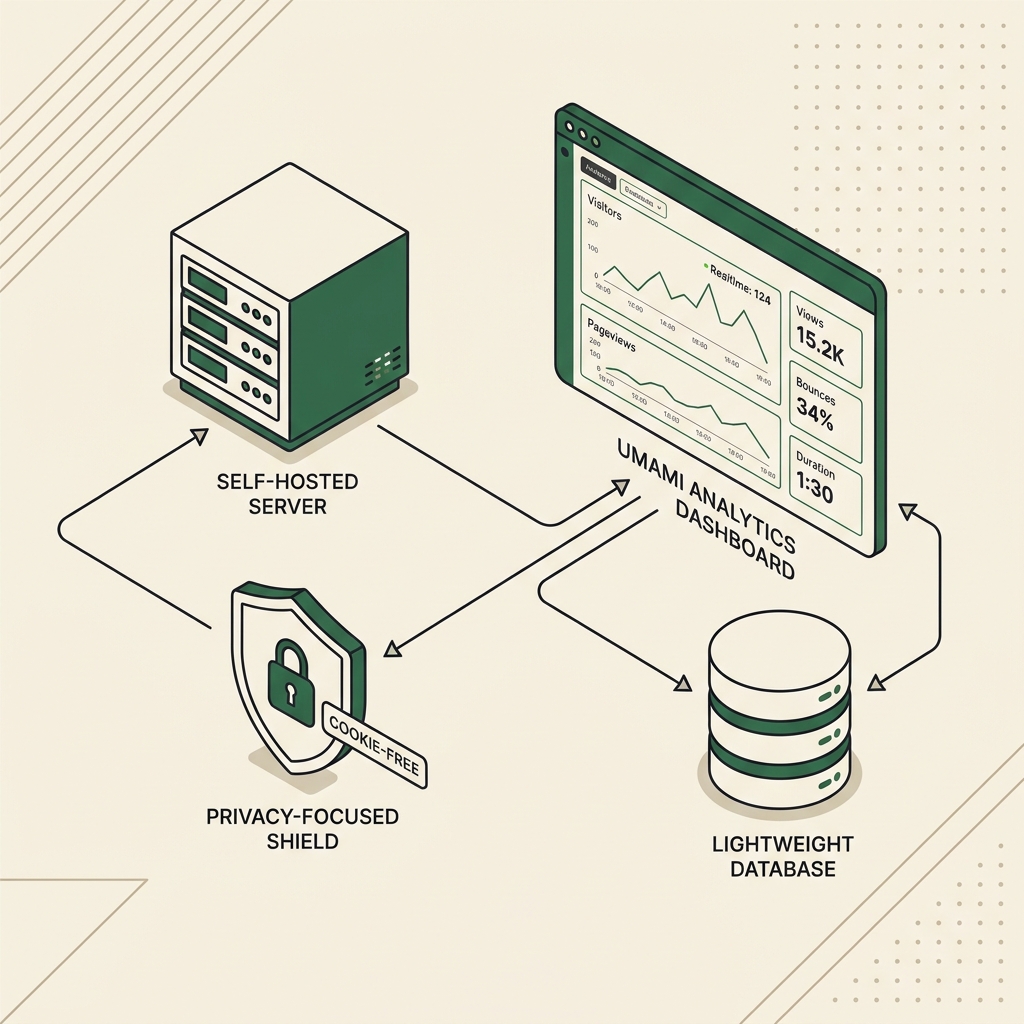 Visitors
200
100
0
Realtime: 124
Views
15.2K
Pageviews
Bounces
34%
Duration
1:30
UMAMI ANALYTICS
DASHBOARD
SELF-HOSTED
SERVER
COOKIE-FREE
PRIVACY-FOCUSED
SHIELD
LIGHTWEIGHT
DATABASE